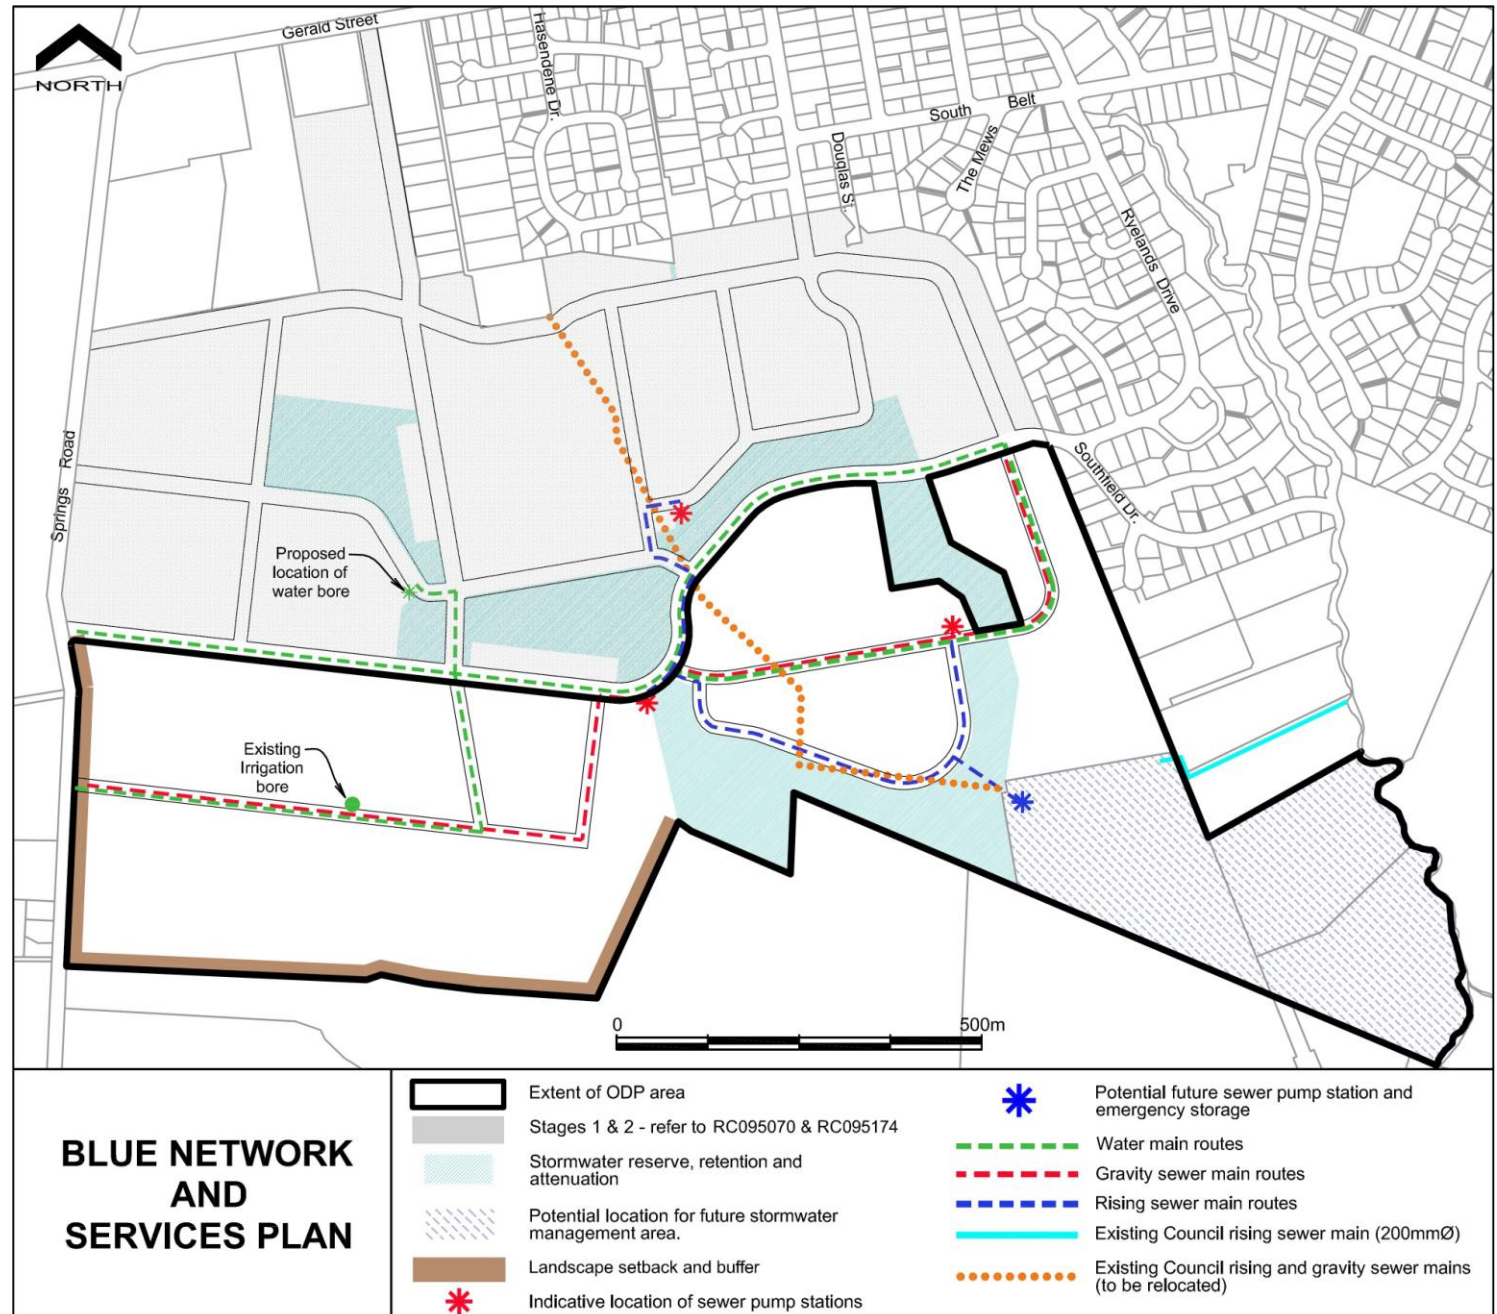 Gerald Street
Hasendene Dr.
NORTH
South Belt
The Mews
Douglas St.
Ryelands Drive
Springs Road
Southfield Dr.
Proposed
location of
water bore
Existing
Irrigation
bore
0 500m
BLUE NETWORK
AND
SERVICES PLAN
Extent of ODP area
Stages 1 & 2 - refer to RC095070 & RC095174
Stormwater reserve, retention and
attenuation
Potential location for future stormwater
management area.
Landscape setback and buffer
Indicative location of sewer pump stations
Potential future sewer pump station and
emergency storage
Water main routes
Gravity sewer main routes
Rising sewer main routes
Existing Council rising sewer main (200mmØ)
Existing Council rising and gravity sewer mains
(to be relocated)